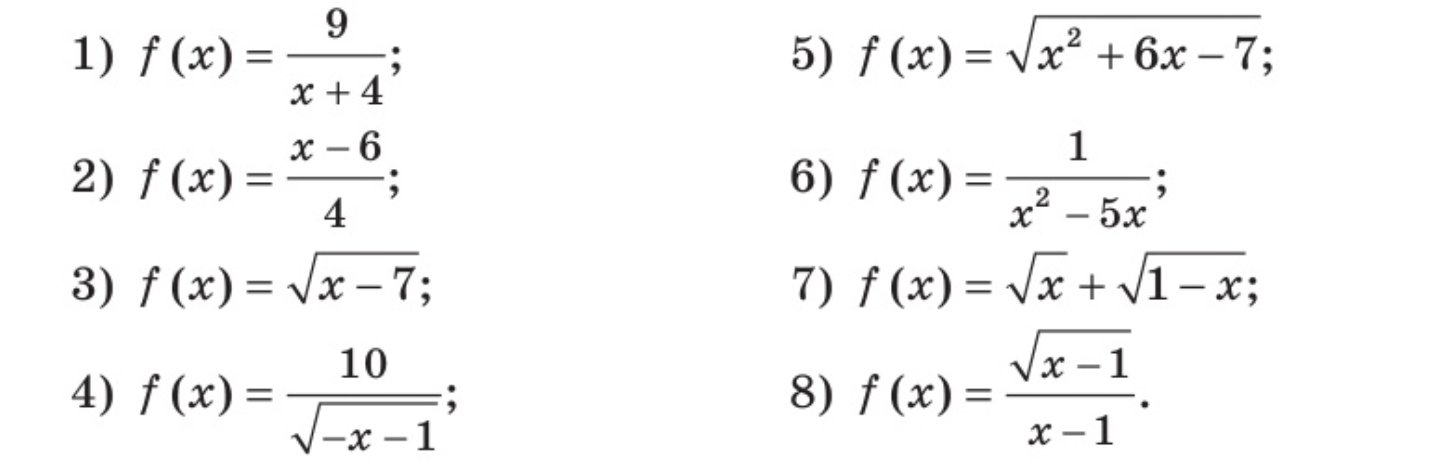 1) f (x) = 9/(x + 4);
2) f (x) = (x − 6)/4;
3) f (x) = √(x − 7);
4) f (x) = 10/√(−x − 1);
5) f (x) = √(x² + 6x − 7);
6) f (x) = 1/(x² − 5x);
7) f (x) = √x + √(1 − x);
8) f (x) = √(x − 1)/(x − 1).